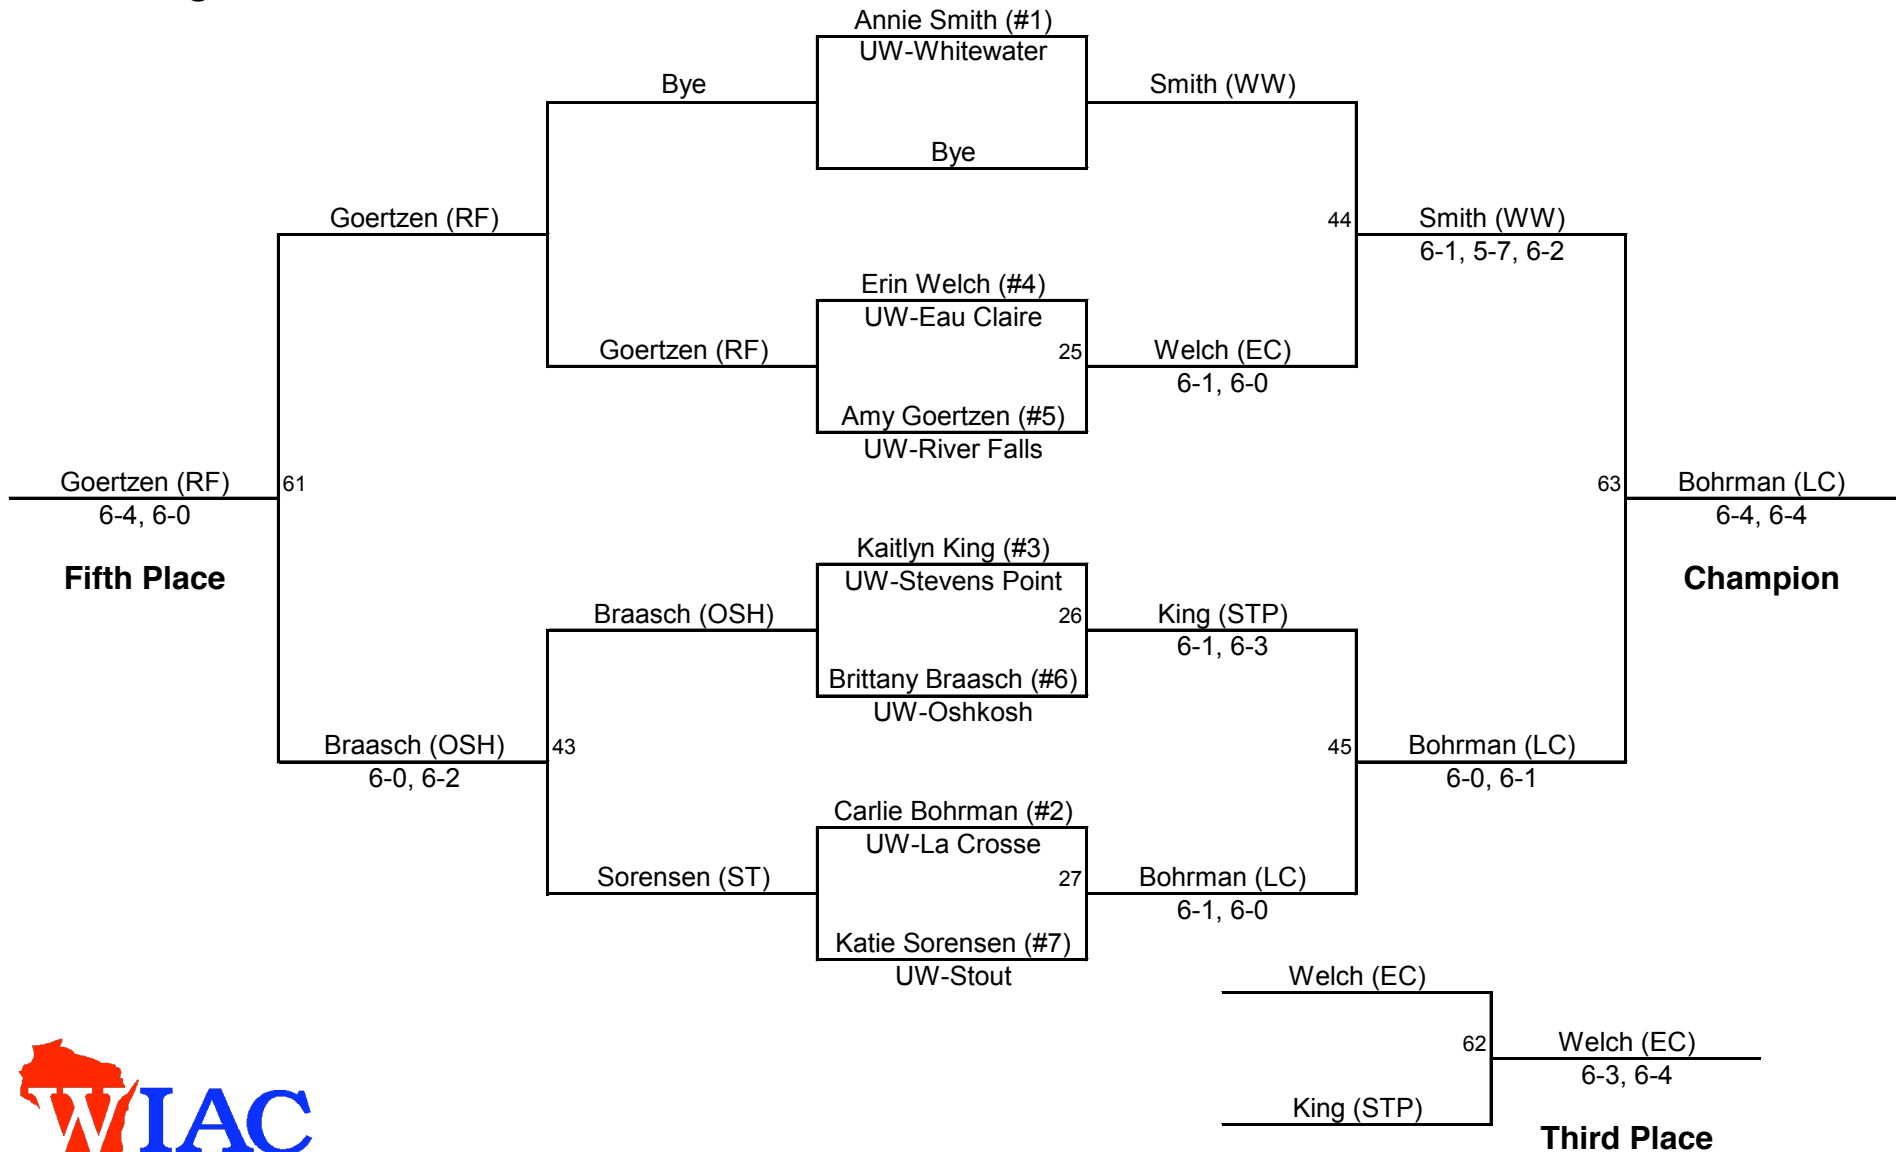 Annie Smith (#1)
UW-Whitewater
Bye
Smith (WW)
Bye
Goertzen (RF)
44
Smith (WW)
6-1, 5-7, 6-2
Erin Welch (#4)
UW-Eau Claire
Goertzen (RF)
25
Welch (EC)
6-1, 6-0
Amy Goertzen (#5)
UW-River Falls
Goertzen (RF)
6-4, 6-0
61
63
Bohrman (LC)
6-4, 6-4
Fifth Place
Champion
Kaitlyn King (#3)
UW-Stevens Point
Braasch (OSH)
26
King (STP)
6-1, 6-3
Brittany Braasch (#6)
UW-Oshkosh
Braasch (OSH)
6-0, 6-2
43
45
Bohrman (LC)
6-0, 6-1
Carlie Bohrman (#2)
UW-La Crosse
Sorensen (ST)
27
Bohrman (LC)
6-1, 6-0
Katie Sorensen (#7)
UW-Stout
Welch (EC)
62
Welch (EC)
6-3, 6-4
King (STP)
Third Place
WIAC